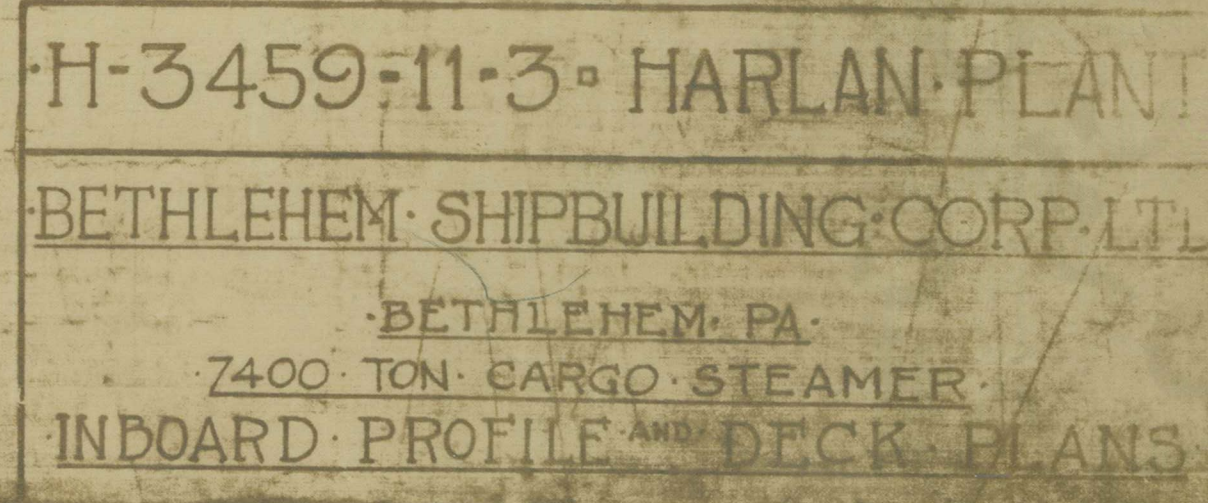 ·H-3459-11-3▫ HARLAN·PLANT
·BETHLEHEM· SHIPBUILDING·CORP·LTD
·BETHLEHEM· PA·
·7400· TON· CARGO·STEAMER·
·INBOARD· PROFILE AND DECK· PLANS·